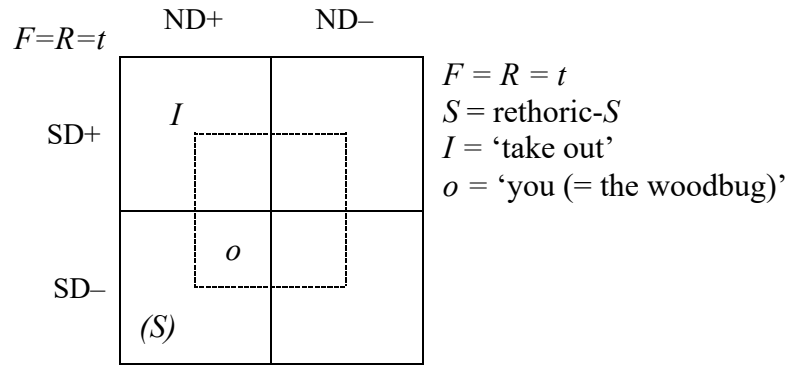 ND+ ND–
F=R=t
F = R = t
S = rethoric-S
I
SD+
I = ‘take out’
o = ‘you (= the woodbug)’
o
SD–
(S)